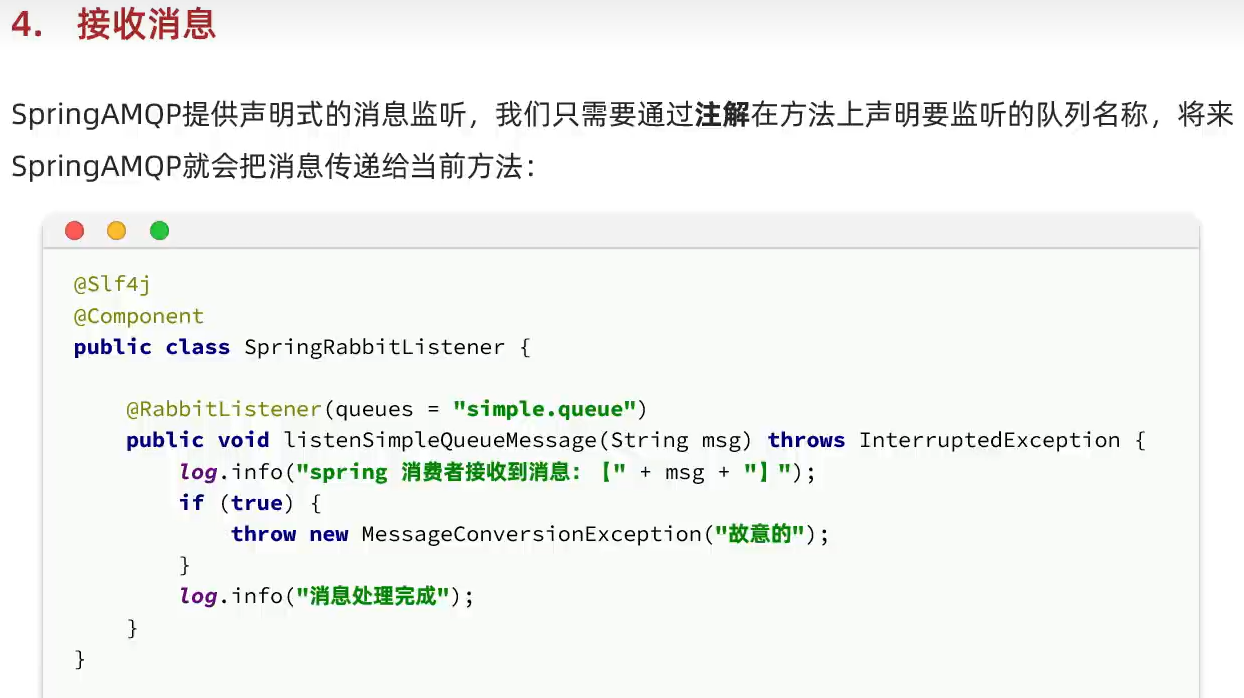 4. 接收消息
SpringAMQP提供声明式的消息监听，我们只需要通过注解在方法上声明要监听的队列名称，将来
SpringAMQP就会把消息传递给当前方法：
@Slf4j
@Component
public class SpringRabbitListener {
    @RabbitListener(queues = "simple.queue")
    public void listenSimpleQueueMessage(String msg) throws InterruptedException {
        log.info("spring 消费者接收到消息：【" + msg + "】");
        if (true) {
            throw new MessageConversionException("故意的");
        }
        log.info("消息处理完成");
    }
}